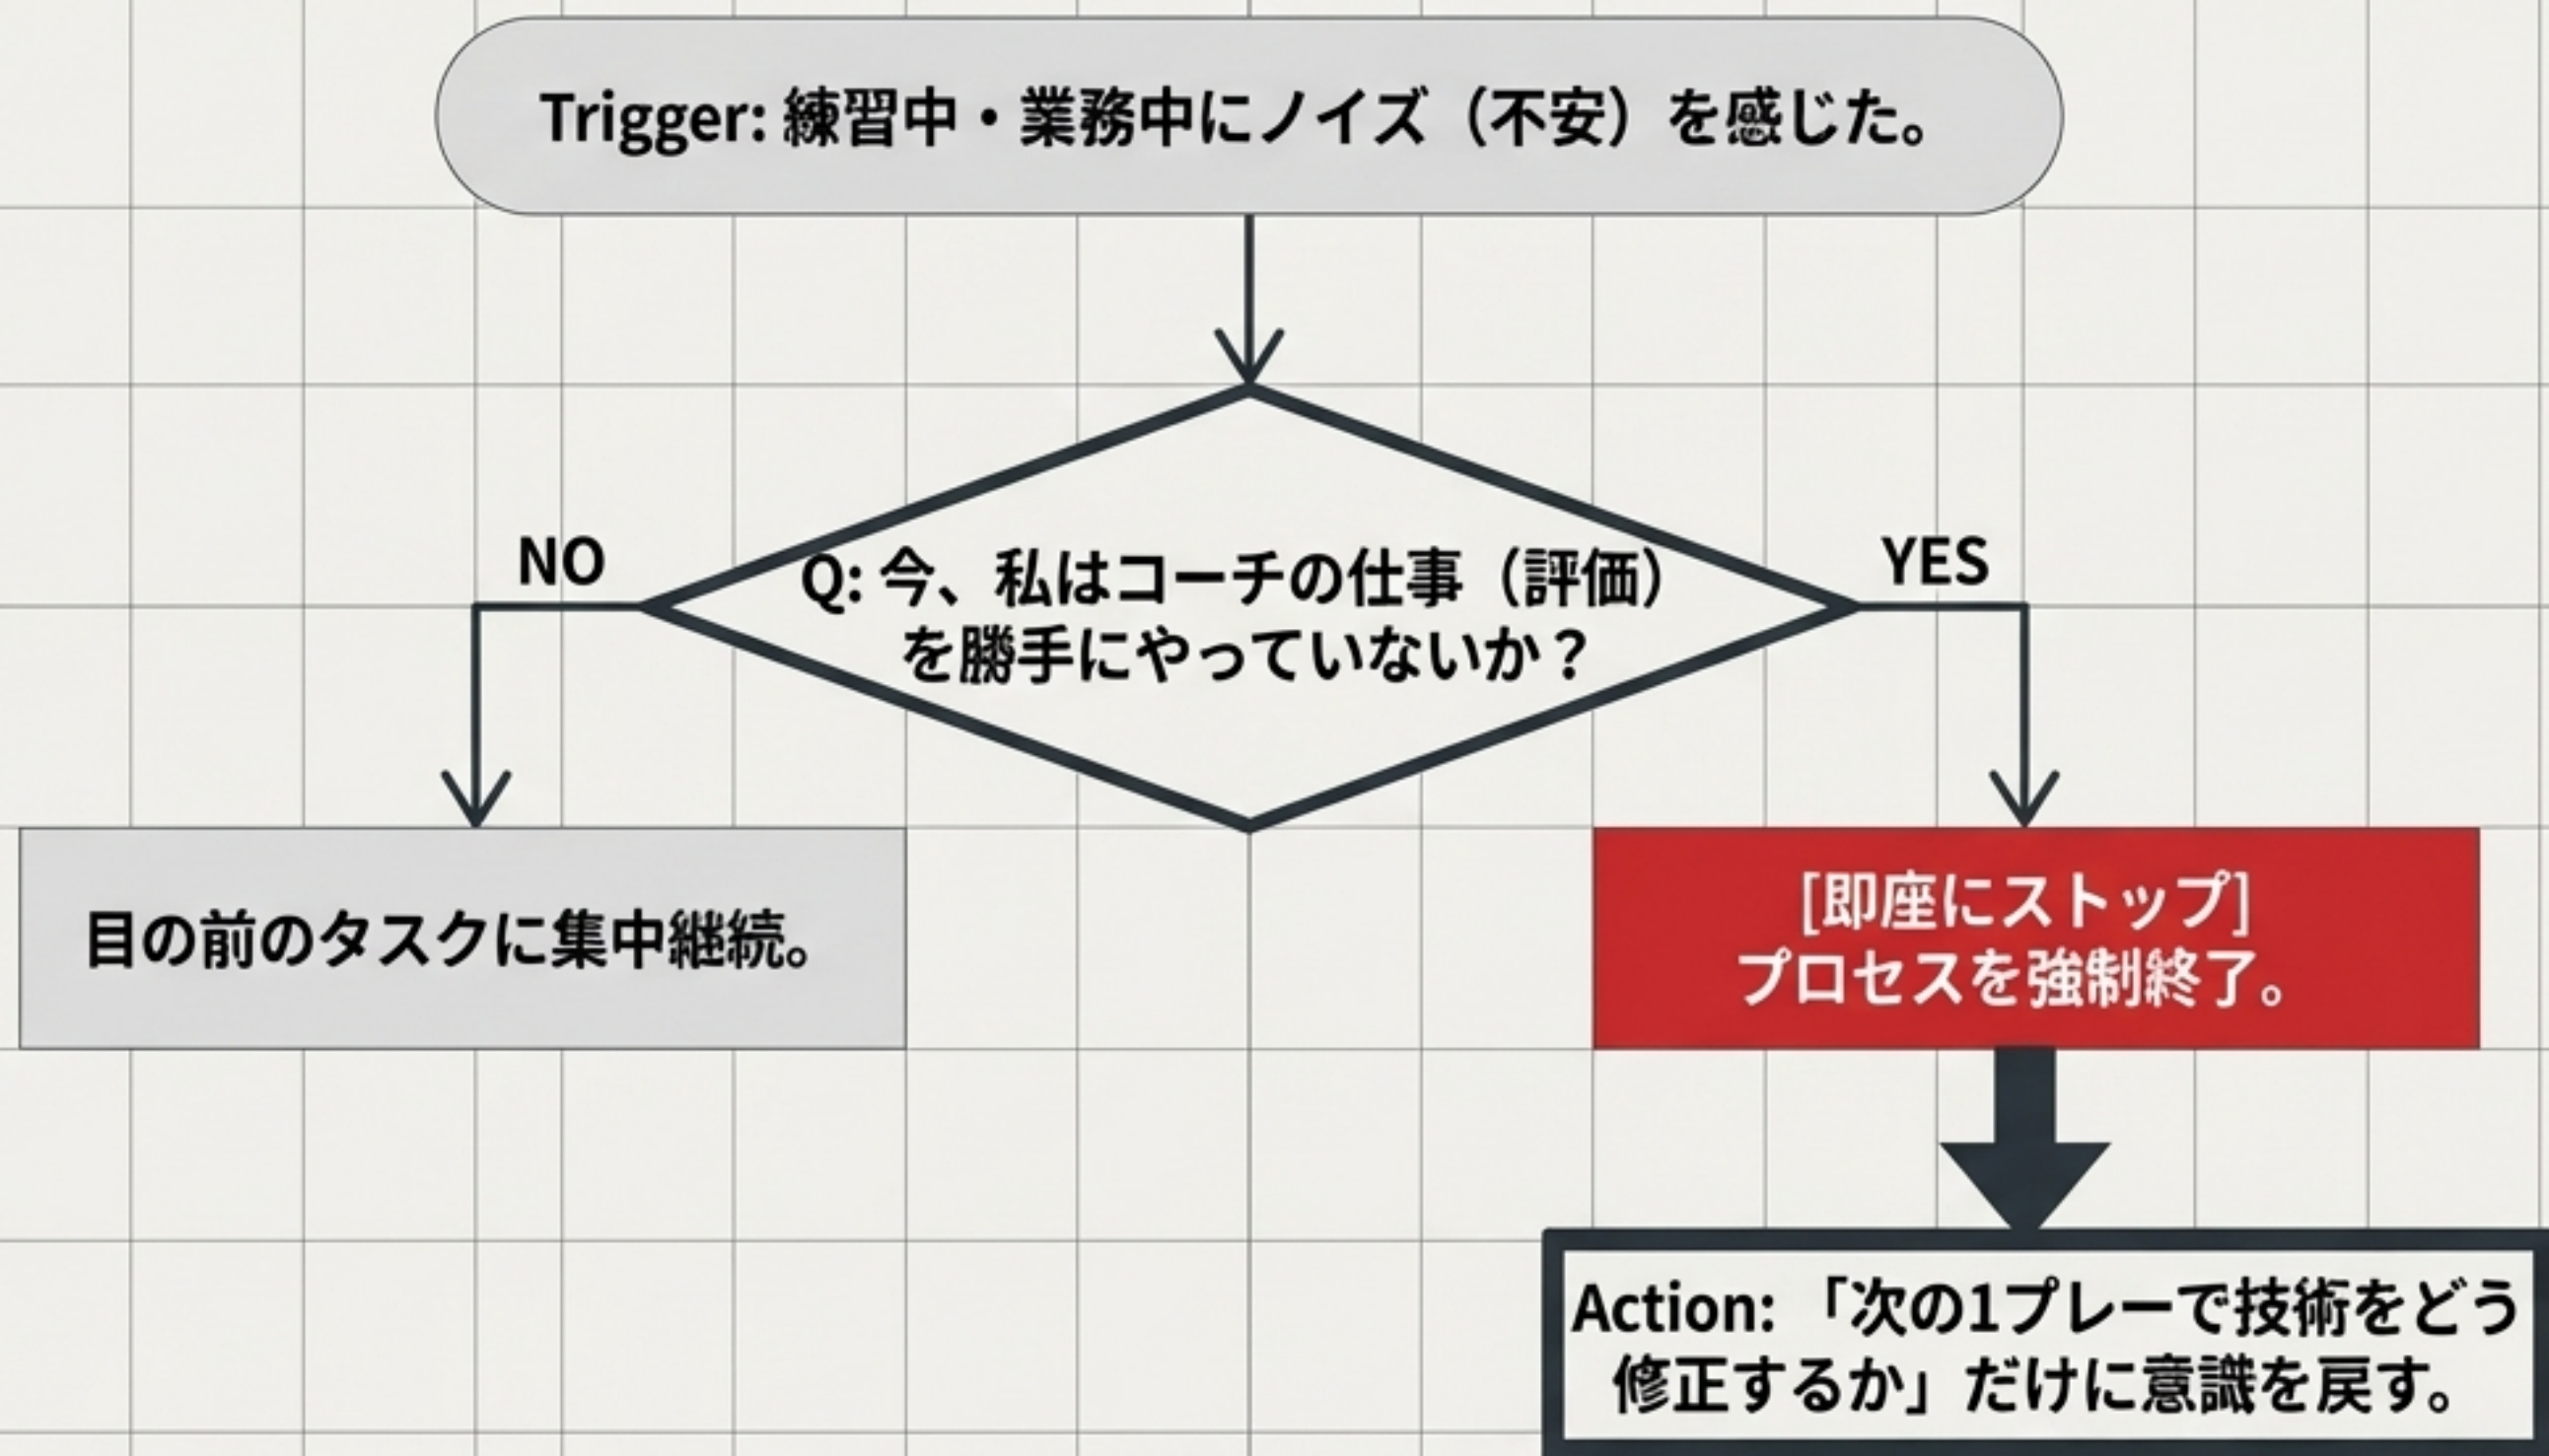 Trigger: 練習中・業務中にノイズ（不安）を感じた。
Q: 今、私はコーチの仕事（評価）
を勝手にやっていないか？
NO
YES
目の前のタスクに集中継続。
[即座にストップ]
プロセスを強制終了。
Action: 「次の1プレーで技術をどう
修正するか」だけに意識を戻す。